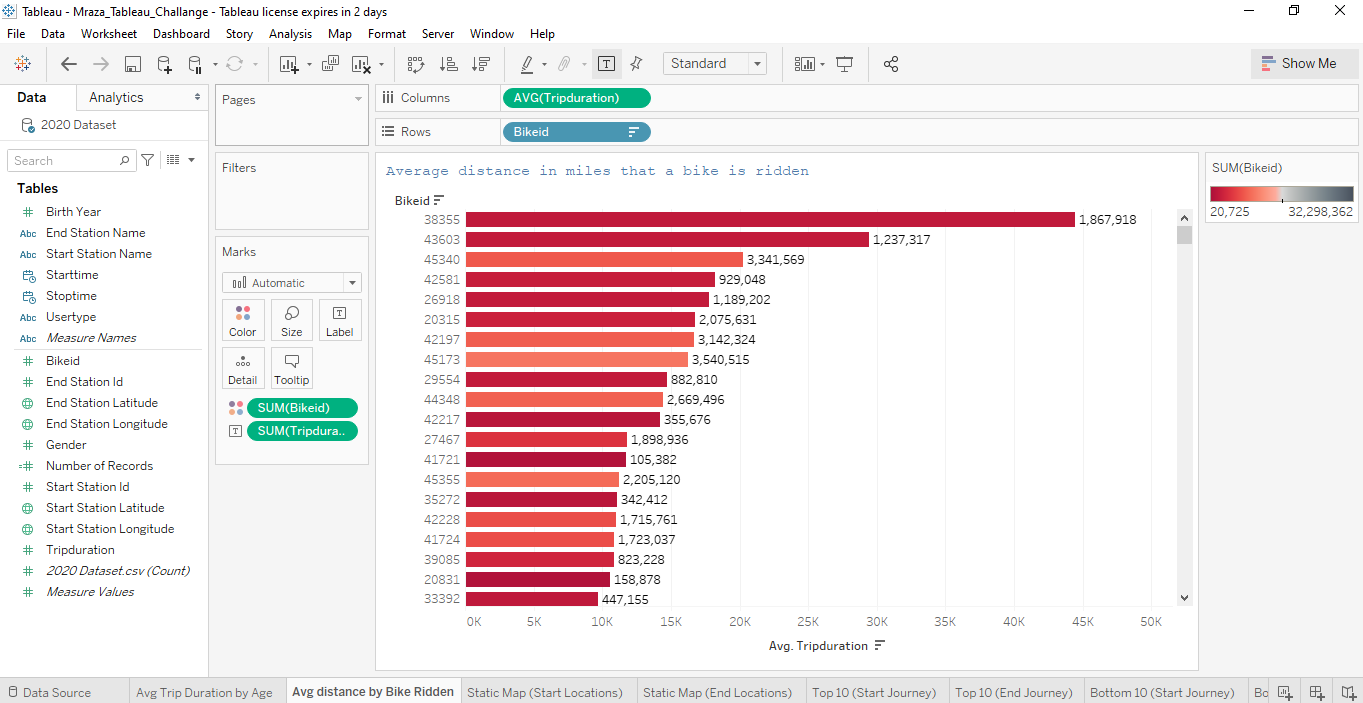 Tableau - Mraza_Tableau_Challange - Tableau license expires in 2 days
File Data Worksheet Dashboard Story Analysis Map Format Server Window Help
Standard
Show Me
Data Analytics
2020 Dataset
Search
Tables
# Birth Year
Abc End Station Name
Abc Start Station Name
Starttime
Stoptime
Abc Usertype
Abc Measure Names
# Bikeid
# End Station Id
End Station Latitude
End Station Longitude
# Gender
=# Number of Records
# Start Station Id
Start Station Latitude
Start Station Longitude
# Tripduration
# 2020 Dataset.csv (Count)
# Measure Values
Pages
Filters
Marks
Automatic
Color Size T Label
Detail Tooltip
SUM(Bikeid)
T SUM(Tripdura..
Columns AVG(Tripduration)
Rows Bikeid
Average distance in miles that a bike is ridden
Bikeid
38355 1,867,918
43603 1,237,317
45340 3,341,569
42581 929,048
26918 1,189,202
20315 2,075,631
42197 3,142,324
45173 3,540,515
29554 882,810
44348 2,669,496
42217 355,676
27467 1,898,936
41721 105,382
45355 2,205,120
35272 342,412
42228 1,715,761
41724 1,723,037
39085 823,228
20831 158,878
33392 447,155
0K 5K 10K 15K 20K 25K 30K 35K 40K 45K 50K
Avg. Tripduration
SUM(Bikeid)
20,725 32,298,362
Data Source Avg Trip Duration by Age Avg distance by Bike Ridden Static Map (Start Locations) Static Map (End Locations) Top 10 (Start Journey) Top 10 (End Journey) Bottom 10 (Start Journey) Bo